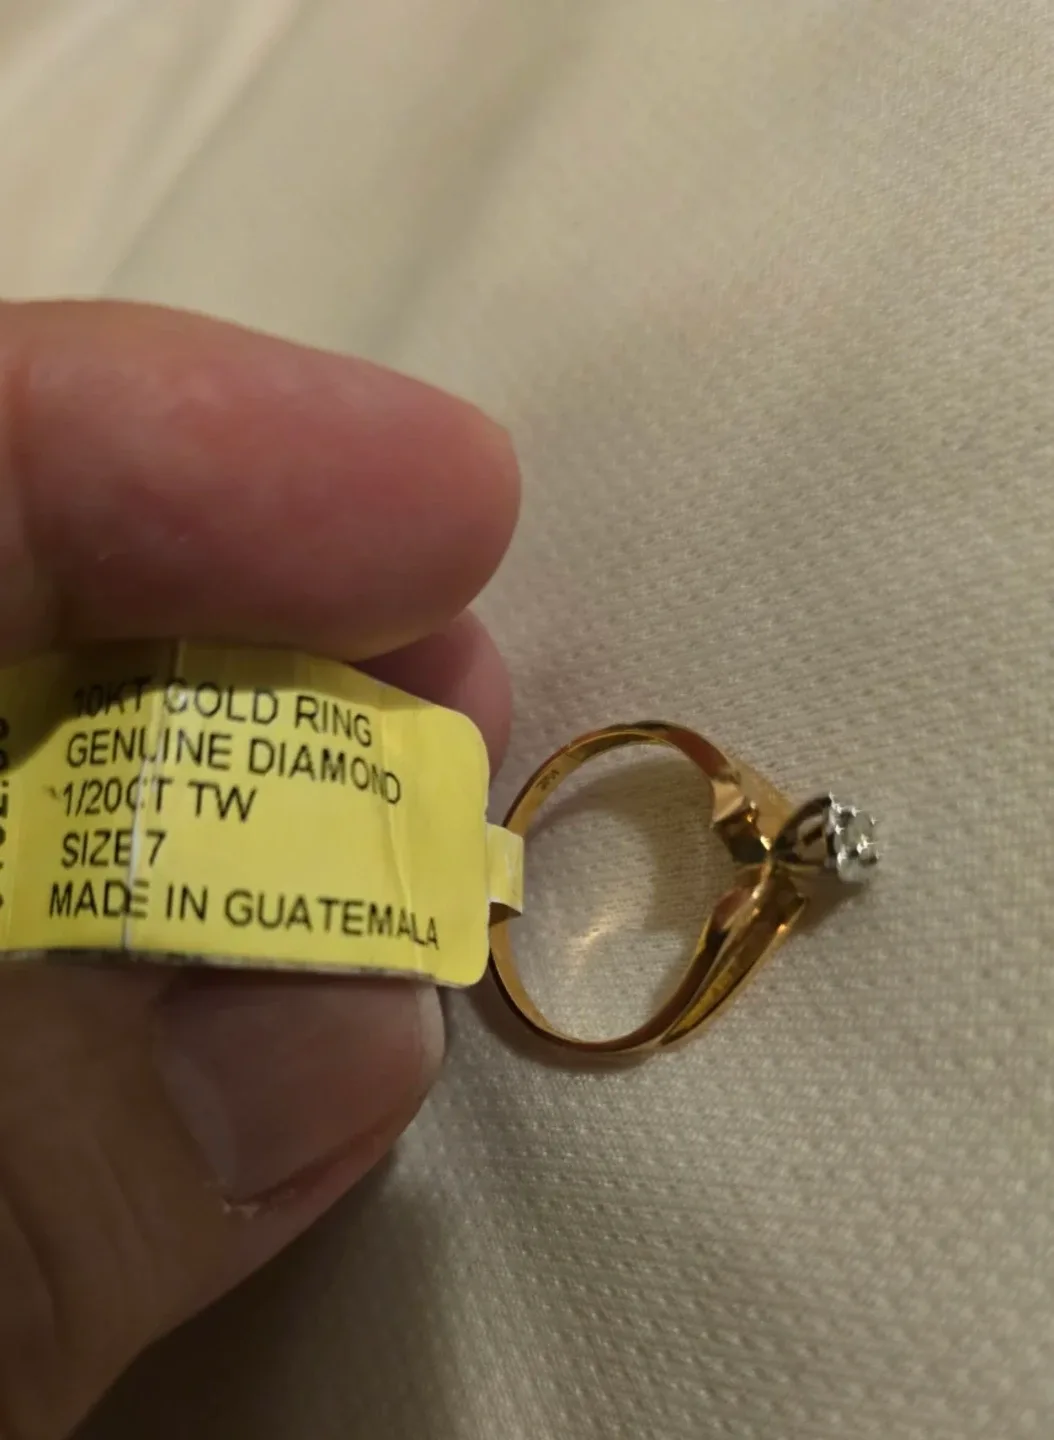 10KT GOLD RING
GENUINE DIAMOND
1/20CT TW
SIZE 7
MADE IN GUATEMALA